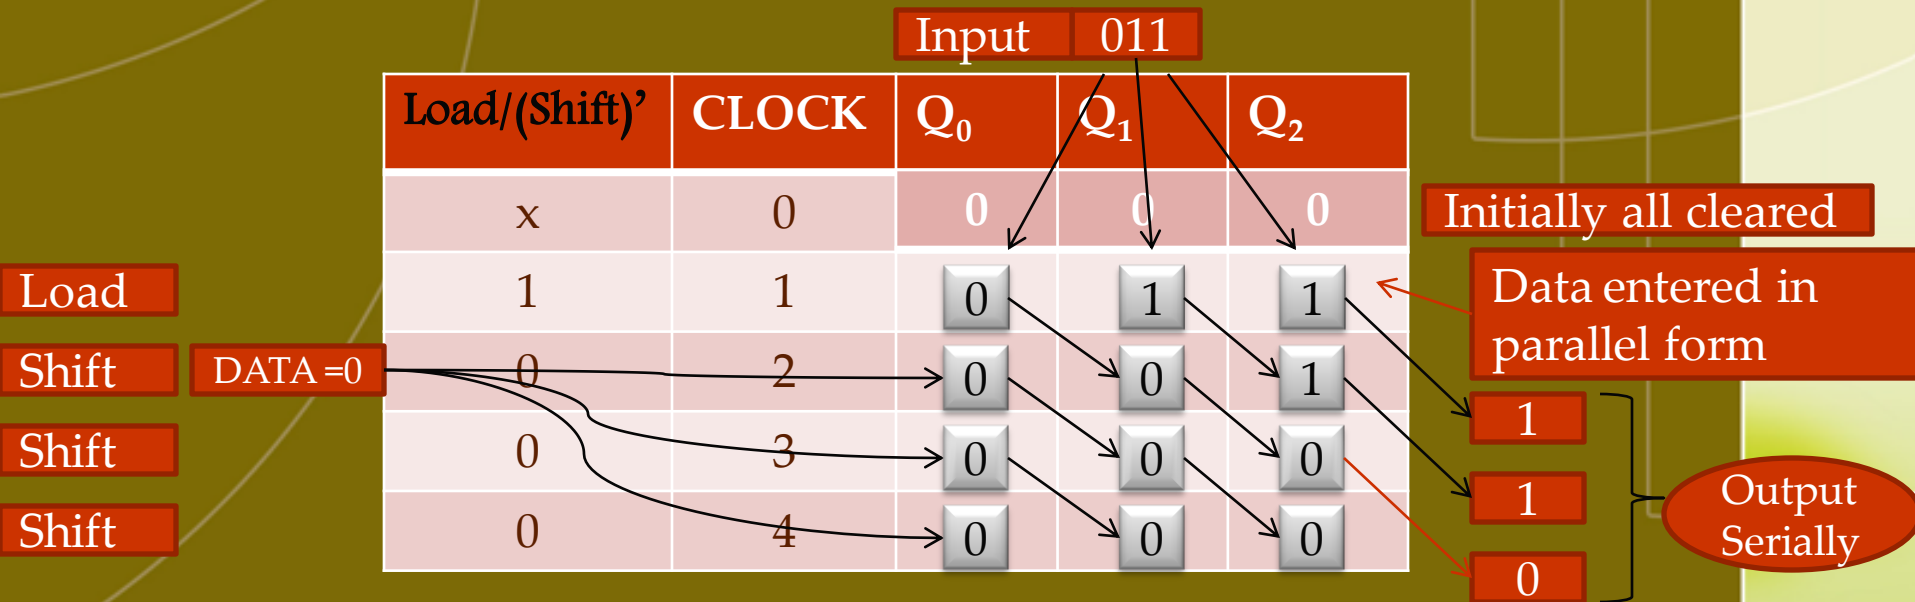 Input 011
Load/(Shift)’ CLOCK Q₀ Q₁ Q₂
x 0 0 0 0 Initially all cleared
Load 1 1 0 1 1 Data entered in
parallel form
Shift DATA =0 0 2 0 0 1
1
Shift 0 3 0 0 0
1
Output
Serially
Shift 0 4 0 0 0
0